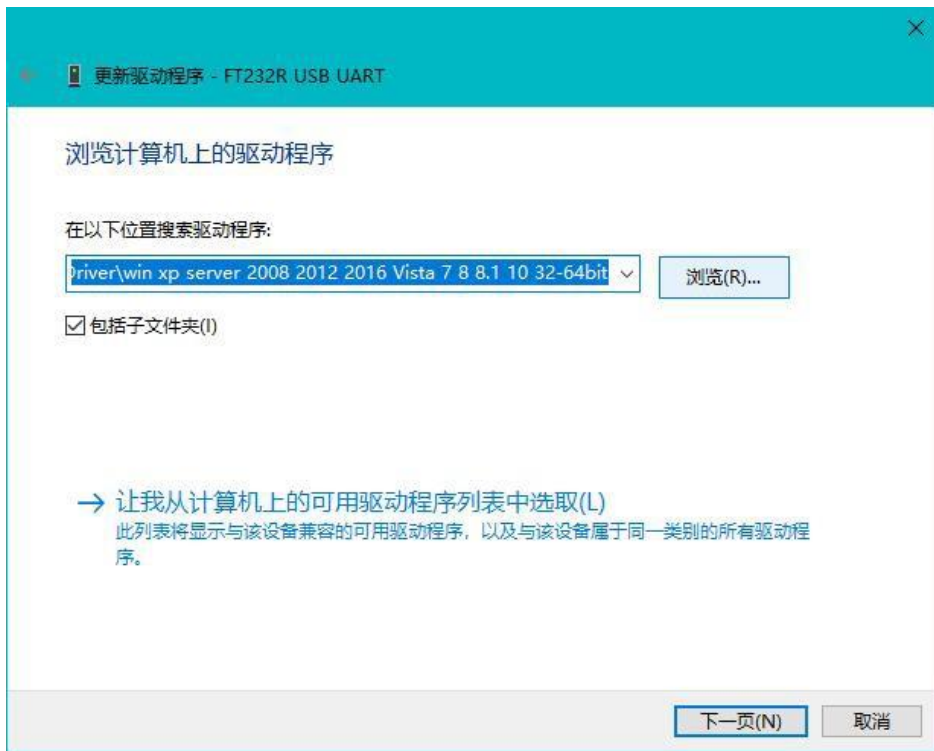 更新驱动程序 - FT232R USB UART
浏览计算机上的驱动程序
在以下位置搜索驱动程序:
Driver\win xp server 2008 2012 2016 Vista 7 8 8.1 10 32-64bit
浏览(R)...
包括子文件夹(I)
让我从计算机上的可用驱动程序列表中选取(L)
此列表将显示与该设备兼容的可用驱动程序，以及与该设备属于同一类别的所有驱动程
序。
下一页(N)
取消